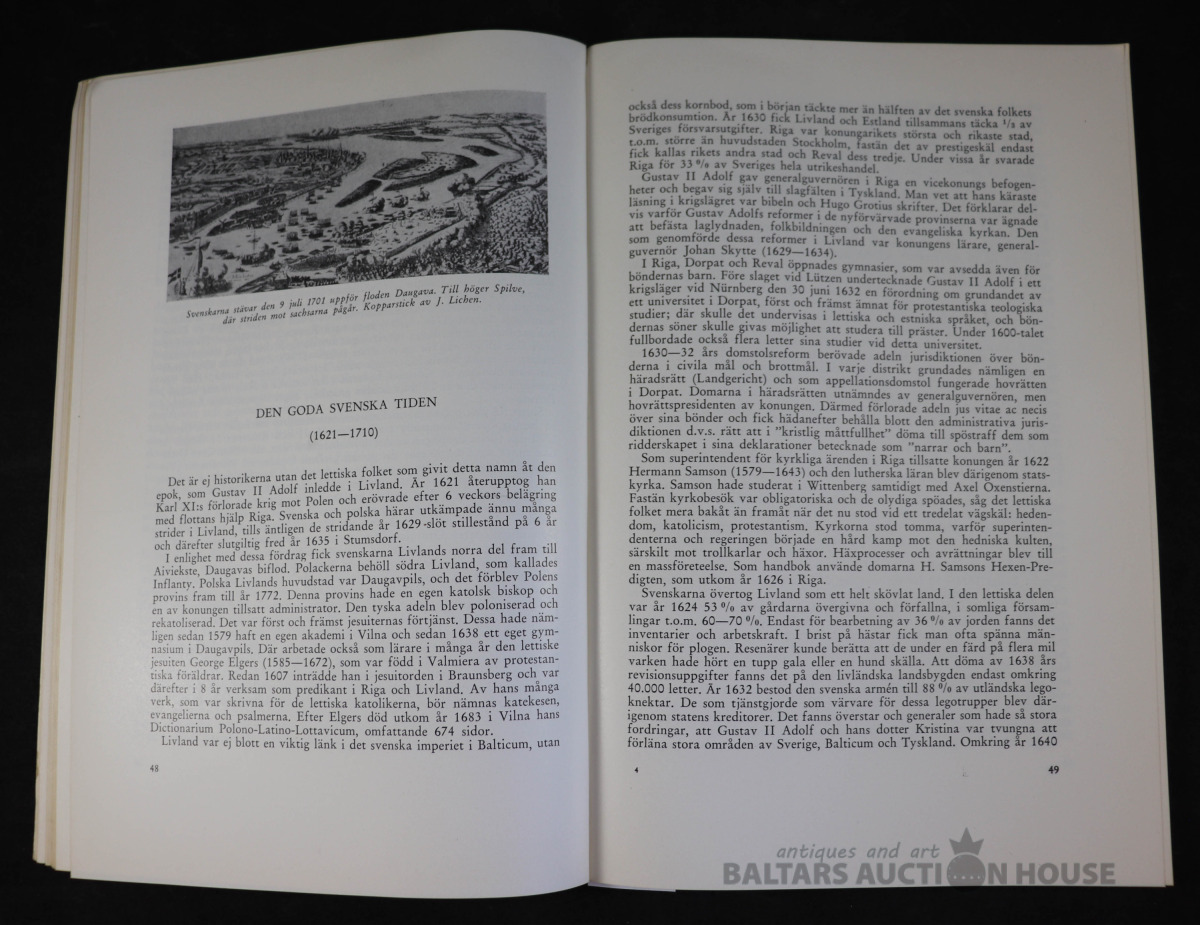 Svenskarna stävar den 9 juli 1701 uppför floden Daugava. Till höger Spilve,
där striden mot sachsarna pågår. Kopparstick av J. Lichen.
DEN GODA SVENSKA TIDEN
(1621—1710)
Det är ej historikerna utan det lettiska folket som givit detta namn åt den
epok, som Gustav II Adolf inledde i Livland. År 1621 återupptog han
Karl XI:s förlorade krig mot Polen och erövrade efter 6 veckors belägring
med flottans hjälp Riga. Svenska och polska härar utkämpade ännu många
strider i Livland, tills äntligen de stridande år 1629 slöt stillestånd på 6 år
och därefter slutgiltig fred år 1635 i Stumsdorf.
I enlighet med dessa fördrag fick svenskarna Livlands norra del fram till
Aiviekste, Daugavas biflod. Polackerna behöll södra Livland, som kallades
Inflanty. Polska Livlands huvudstad var Daugavpils, och det förblev Polens
provins fram till år 1772. Denna provins hade en egen katolsk biskop och
en av konungen tillsatt administrator. Den tyska adeln blev poloniserad och
rekatoliserad. Det var först och främst jesuiternas förtjänst. Dessa hade näm-
ligen sedan 1579 haft en egen akademi i Vilna och sedan 1638 ett eget gym-
nasium i Daugavpils. Där arbetade också som lärare i många år den lettiske
jesuiten George Elgers (1585—1672), som var född i Valmiera av protestan-
tiska föräldrar. Redan 1607 inträdde han i jesuitorden i Braunsberg och var
därefter i 8 år verksam som predikant i Riga och Livland. Av hans många
verk, som var skrivna för de lettiska katolikerna, bör nämnas katekesen,
evangelierna och psalmerna. Efter Elgers död utkom år 1683 i Vilna hans
Dictionarium Polono-Latino-Lottavicum, omfattande 674 sidor.
Livland var ej blott en viktig länk i det svenska imperiet i Balticum, utan
48
också dess kornbod, som i början täckte mer än hälften av det svenska folkets
brödkonsumtion. År 1630 fick Livland och Estland tillsammans täcka 1/3 av
Sveriges försvarsutgifter. Riga var konungarikets största och rikaste stad,
t.o.m. större än huvudstaden Stockholm, fastän det av prestigeskäl endast
fick kallas rikets andra stad och Reval dess tredje. Under vissa år svarade
Riga för 33 % av Sveriges hela utrikeshandel.
Gustav II Adolf gav generalguvernören i Riga en vicekonungs befogen-
heter och begav sig själv till slagfälten i Tyskland. Man vet att hans käraste
läsning i krigslägret var bibeln och Hugo Grotius skrifter. Det förklarar del-
vis varför Gustav Adolfs reformer i de nyförvärvade provinserna var ägnade
att befästa laglydnaden, folkbildningen och den evangeliska kyrkan. Den
som genomförde dessa reformer i Livland var konungens lärare, general-
guvernör Johan Skytte (1629—1634).
I Riga, Dorpat och Reval öppnades gymnasier, som var avsedda även för
böndernas barn. Före slaget vid Lützen undertecknade Gustav II Adolf i ett
krigsläger vid Nürnberg den 30 juni 1632 en förordning om grundandet av
ett universitet i Dorpat, först och främst ämnat för protestantiska teologiska
studier; där skulle det undervisas i lettiska och estniska språket, och bön-
dernas söner skulle givas möjlighet att studera till präster. Under 1600-talet
fullbordade också flera letter sina studier vid detta universitet.
1630—32 års domstolsreform berövade adeln jurisdiktionen över bön-
derna i civila mål och brottmål. I varje distrikt grundades nämligen en
häradsrätt (Landgericht) och som appellationsdomstol fungerade hovrätten
i Dorpat. Domarna i häradsrätten utnämndes av generalguvernören, men
hovrättspresidenten av konungen. Därmed förlorade adeln jus vitae ac necis
över sina bönder och fick hädanefter behålla blott den administrativa juris-
diktionen d.v.s. rätt att i ”kristlig måttfullhet” döma till spöstraff dem som
ridderskapet i sina deklarationer betecknade som ”narrar och barn”.
Som superintendent för kyrkliga ärenden i Riga tillsatte konungen år 1622
Hermann Samson (1579—1643) och den lutherska läran blev därigenom stats-
kyrka. Samson hade studerat i Wittenberg samtidigt med Axel Oxenstierna.
Fastän kyrkobesök var obligatoriska och de olydiga spöades, såg det lettiska
folket mera bakåt än framåt när det nu stod vid ett tredelat vägskäl: heden-
dom, katolicism, protestantism. Kyrkorna stod tomma, varför superinten-
denterna och regeringen började en hård kamp mot den hedniska kulten,
särskilt mot trollkarlar och häxor. Häxprocesser och avrättningar blev till
en massföreteelse. Som handbok använde domarna H. Samsons Hexen-Pre-
digten, som utkom år 1626 i Riga.
Svenskarna övertog Livland som ett helt skövlat land. I den lettiska delen
var år 1624 53 % av gårdarna övergivna och förfallna, i somliga försam-
lingar t.o.m. 60—70 %. Endast för bearbetning av 36 % av jorden fanns det
inventarier och arbetskraft. I brist på hästar fick man ofta spänna män-
niskor för plogen. Resenärer kunde berätta att de under en färd på flera mil
varken hade hört en tupp gala eller en hund skälla. Att döma av 1638 års
revisionsuppgifter fanns det på den livländska landsbygden endast omkring
40.000 letter. År 1632 bestod den svenska armén till 88 % av utländska lego-
knektar. De som tjänstgjorde som värvare för dessa legotrupper blev där-
igenom statens kreditorer. Det fanns överstar och generaler som hade så stora
fordringar, att Gustav II Adolf och hans dotter Kristina var tvungna att
förläna stora områden av Sverige, Balticum och Tyskland. Omkring år 1640
4
49
antiques and art
BALTARS AUCTION HOUSE